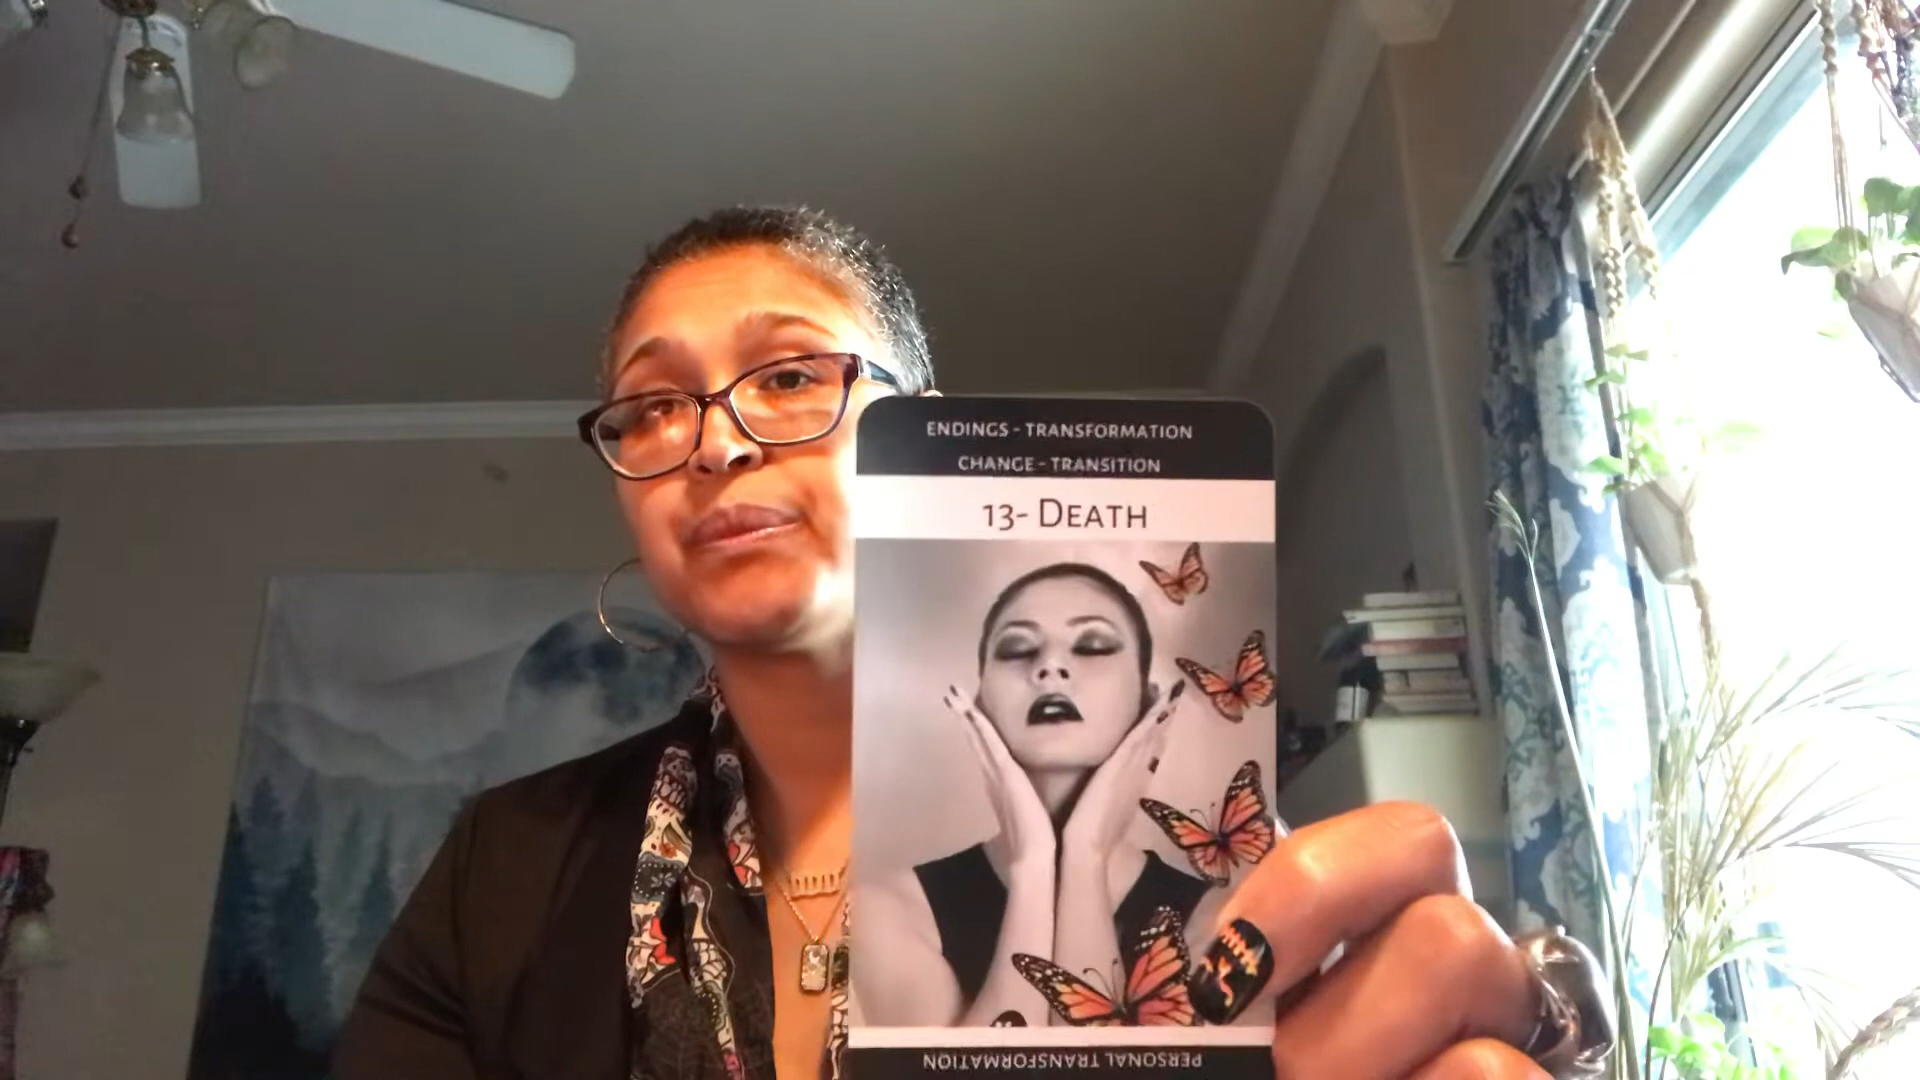 ENDINGS - TRANSFORMATION
CHANGE - TRANSITION
13- DEATH
PERSONAL TRANSFORMATION